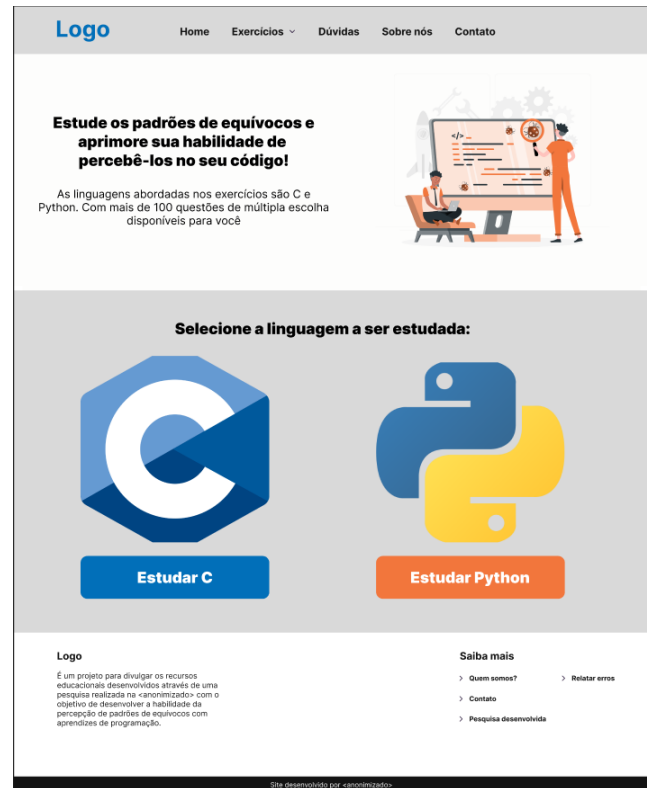 Logo
Home
Exercícios
Dúvidas
Sobre nós
Contato
Estude os padrões de equívocos e
aprimore sua habilidade de
percebê-los no seu código!
As linguagens abordadas nos exercícios são C e
Python. Com mais de 100 questões de múltipla escolha
disponíveis para você
</>
Selecione a linguagem a ser estudada:
C
Estudar C
Estudar Python
Logo
É um projeto para divulgar os recursos
educacionais desenvolvidos através de uma
pesquisa realizada na <anonimizado> com o
objetivo de desenvolver a habilidade da
percepção de padrões de equívocos com
aprendizes de programação.
Saiba mais
> Quem somos?
> Relatar erros
> Contato
> Pesquisa desenvolvida
Site desenvolvido por <anonimizado>